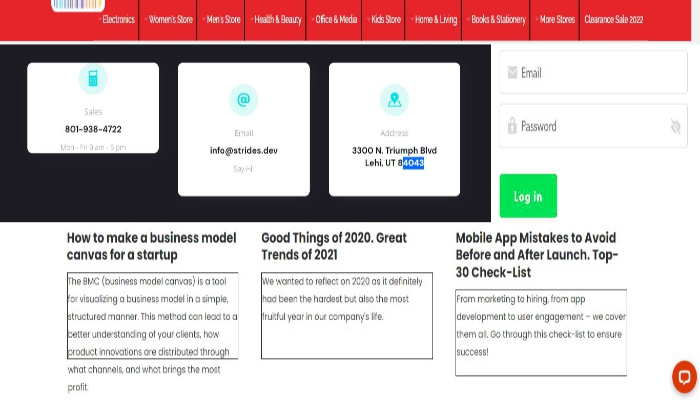 Electronics Women's Store Men's Store Health & Beauty Office & Media Kids Store Home & Living Books & Stationery More Stores Clearance Sale 2022
Sales
801-938-4722
Mon - Fri 9 am - 5 pm
Email
info@strides.dev
Say Hi!
Address
3300 N. Triumph Blvd
Lehi, UT 84043
Email
Password
Log in
How to make a business model
canvas for a startup
The BMC (business model canvas) is a tool
for visualizing a business model in a simple,
structured manner. This method can lead to a
better understanding of your clients, how
product innovations are distributed through
what channels, and what brings the most
profit.
Good Things of 2020. Great
Trends of 2021
We wanted to reflect on 2020 as it definitely
had been the hardest but also the most
fruitful year in our company's life.
Mobile App Mistakes to Avoid
Before and After Launch. Top-
30 Check-List
From marketing to hiring, from app
development to user engagement – we cover
them all. Go through this check-list to ensure
success!